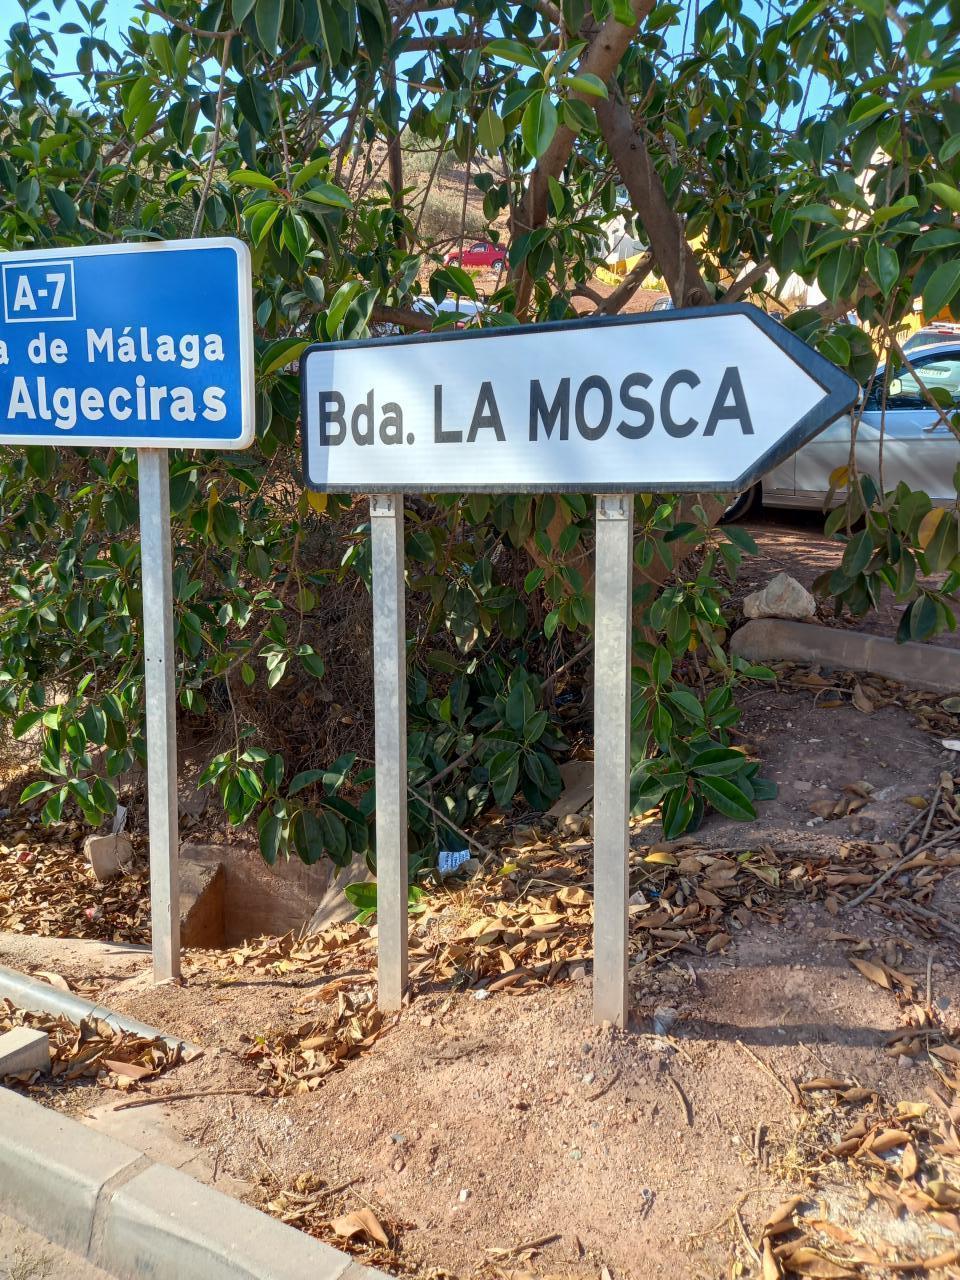 A-7
de Málaga
Algeciras
Bda. LA MOSCA